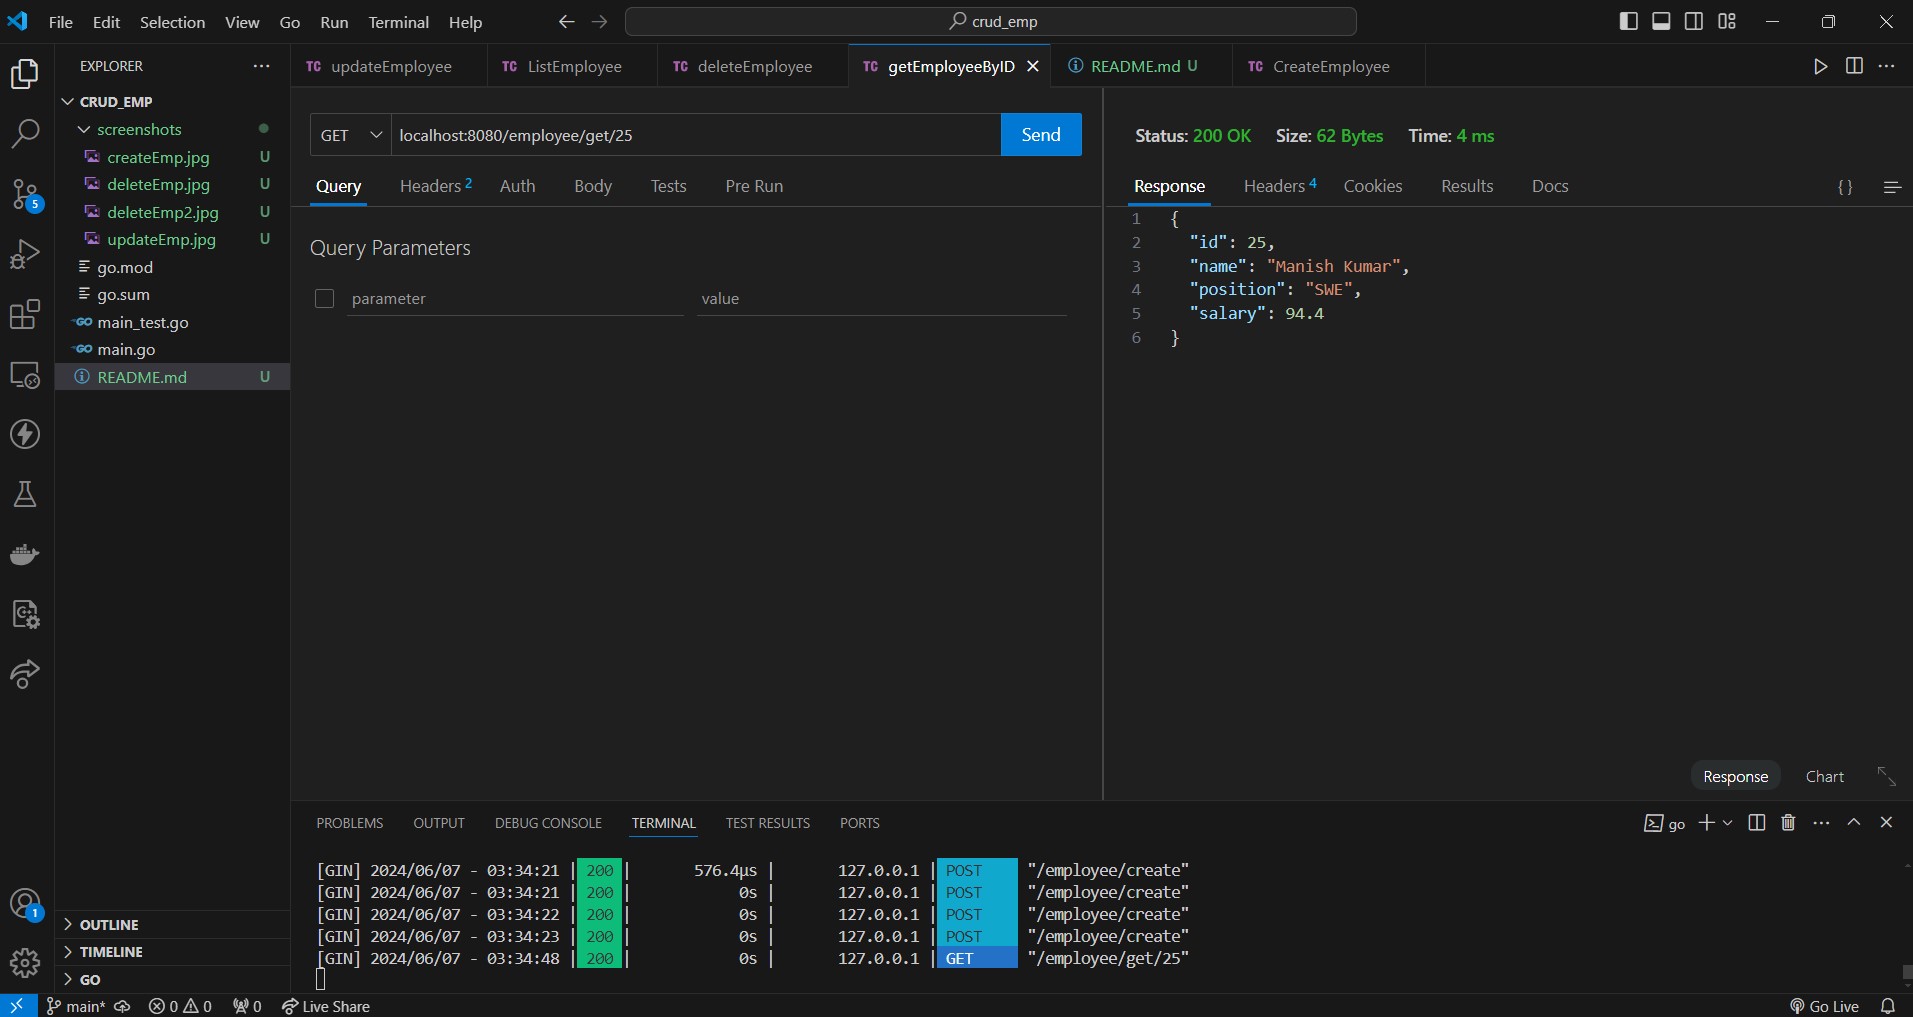 File Edit Selection View Go Run Terminal Help crud_emp
EXPLORER
CRUD_EMP
screenshots
createEmp.jpg U
deleteEmp.jpg U
deleteEmp2.jpg U
updateEmp.jpg U
go.mod
go.sum
GO main_test.go
GO main.go
README.md U
OUTLINE
TIMELINE
GO
5
1
TC updateEmployee TC ListEmployee TC deleteEmployee TC getEmployeeByID README.md U TC CreateEmployee
GET localhost:8080/employee/get/25 Send
Query Headers 2 Auth Body Tests Pre Run
Query Parameters
parameter value
Status: 200 OK Size: 62 Bytes Time: 4 ms
Response Headers 4 Cookies Results Docs {}
1 {
2 "id": 25,
3 "name": "Manish Kumar",
4 "position": "SWE",
5 "salary": 94.4
6 }
Response Chart
PROBLEMS OUTPUT DEBUG CONSOLE TERMINAL TEST RESULTS PORTS go
[GIN] 2024/06/07 - 03:34:21 | 200 | 576.4µs | 127.0.0.1 | POST "/employee/create"
[GIN] 2024/06/07 - 03:34:21 | 200 | 0s | 127.0.0.1 | POST "/employee/create"
[GIN] 2024/06/07 - 03:34:22 | 200 | 0s | 127.0.0.1 | POST "/employee/create"
[GIN] 2024/06/07 - 03:34:23 | 200 | 0s | 127.0.0.1 | POST "/employee/create"
[GIN] 2024/06/07 - 03:34:48 | 200 | 0s | 127.0.0.1 | GET "/employee/get/25"
main* 0 0 0 Live Share Go Live